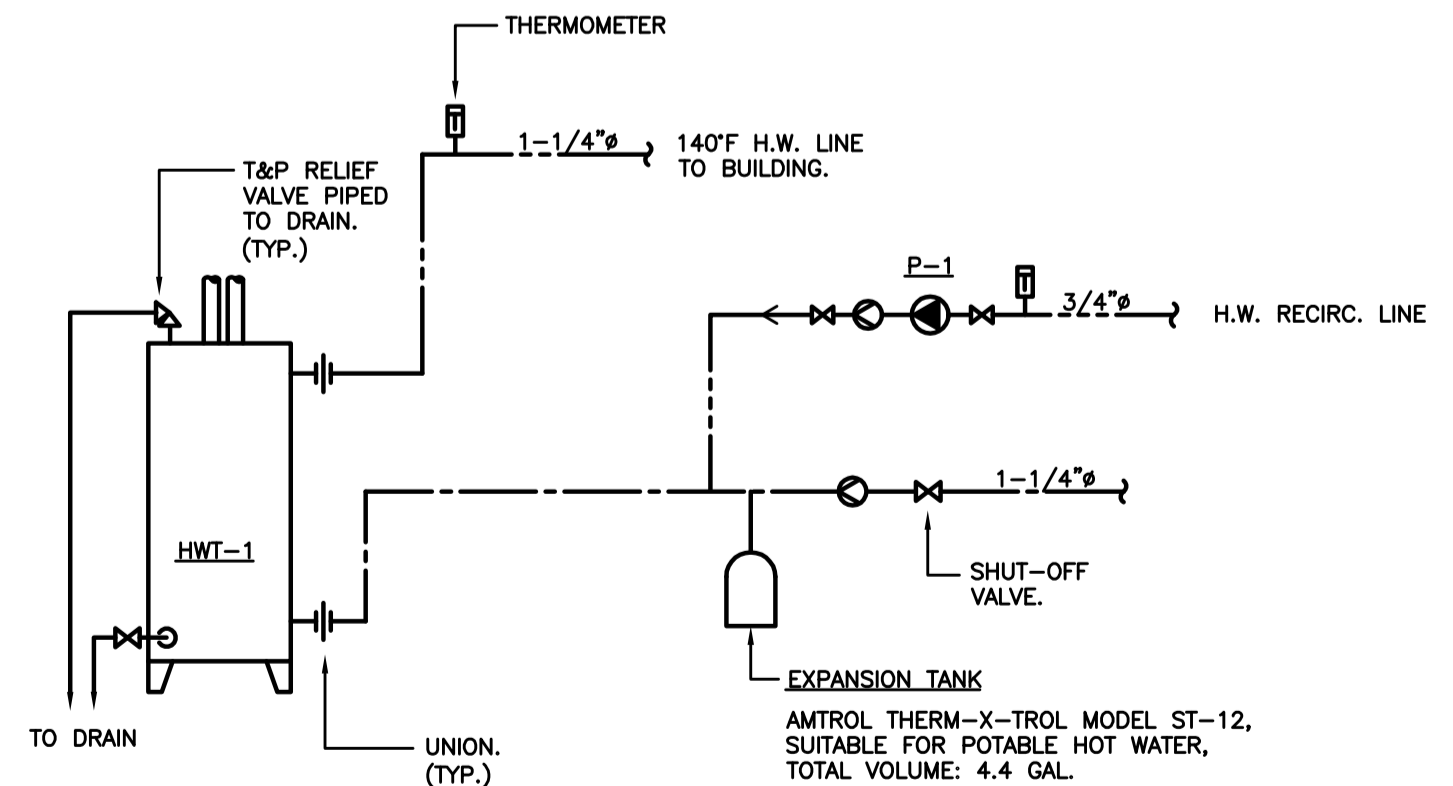 THERMOMETER
1-1/4"ø
140°F H.W. LINE
TO BUILDING.
T&P RELIEF
VALVE PIPED
TO DRAIN.
(TYP.)
P-1
3/4"ø
H.W. RECIRC. LINE
1-1/4"ø
HWT-1
SHUT-OFF
VALVE.
EXPANSION TANK
AMTROL THERM-X-TROL MODEL ST-12,
SUITABLE FOR POTABLE HOT WATER,
TOTAL VOLUME: 4.4 GAL.
TO DRAIN
UNION.
(TYP.)